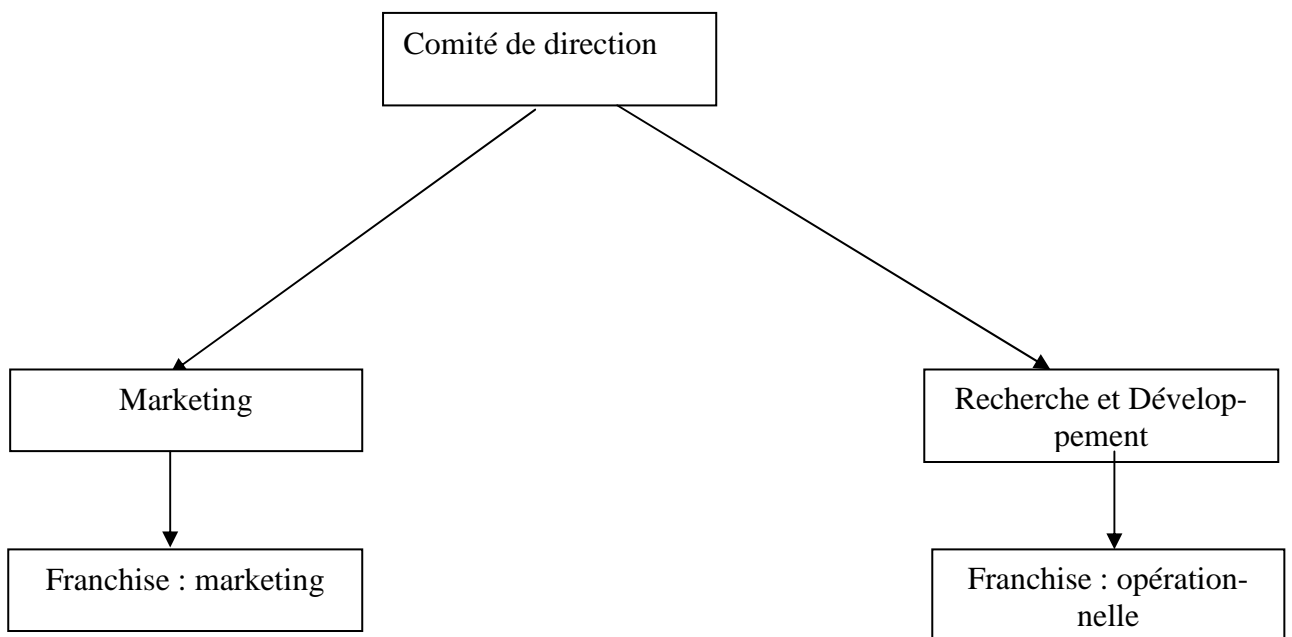 Comité de direction
Marketing
Recherche et Dévelop-
pement
Franchise : marketing
Franchise : opération-
nelle